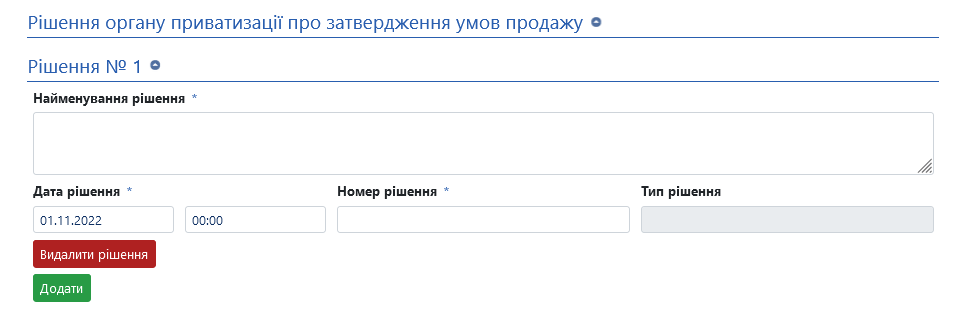 Рішення органу приватизації про затвердження умов продажу
Рішення № 1
Найменування рішення *
Дата рішення * Номер рішення * Тип рішення
01.11.2022 00:00
Видалити рішення
Додати